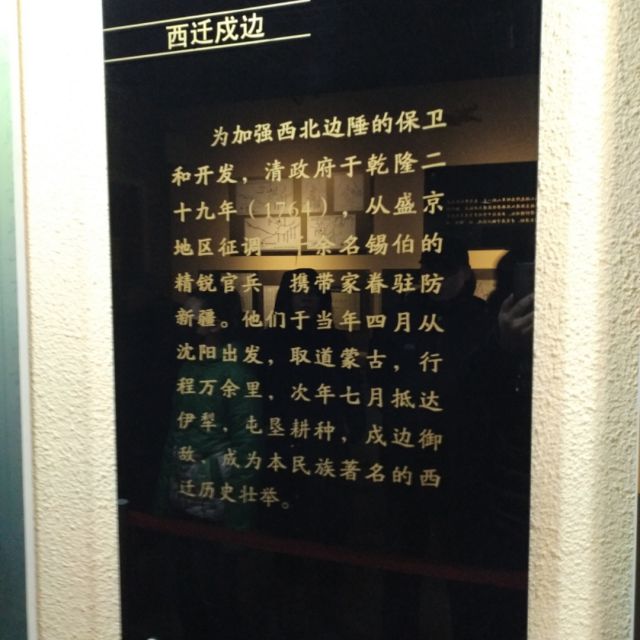 西迁戍边
为加强西北边陲的保卫
和开发，清政府于乾隆二
十九年（1764），从盛京
地区征调一千余名锡伯的
精锐官兵 携带家眷驻防
新疆。他们于当年四月从
沈阳出发，取道蒙古，行
程万余里，次年七月抵达
伊犁，屯垦耕种，戍边御
敌 成为本民族著名的西
迁历史壮举。